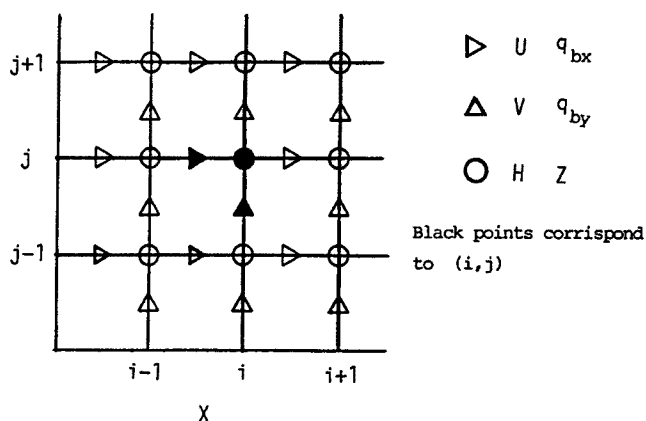 j+1
j
j-1
i-1 i i+1
X
U q_bx
V q_by
H Z
Black points corrispond
to (i,j)